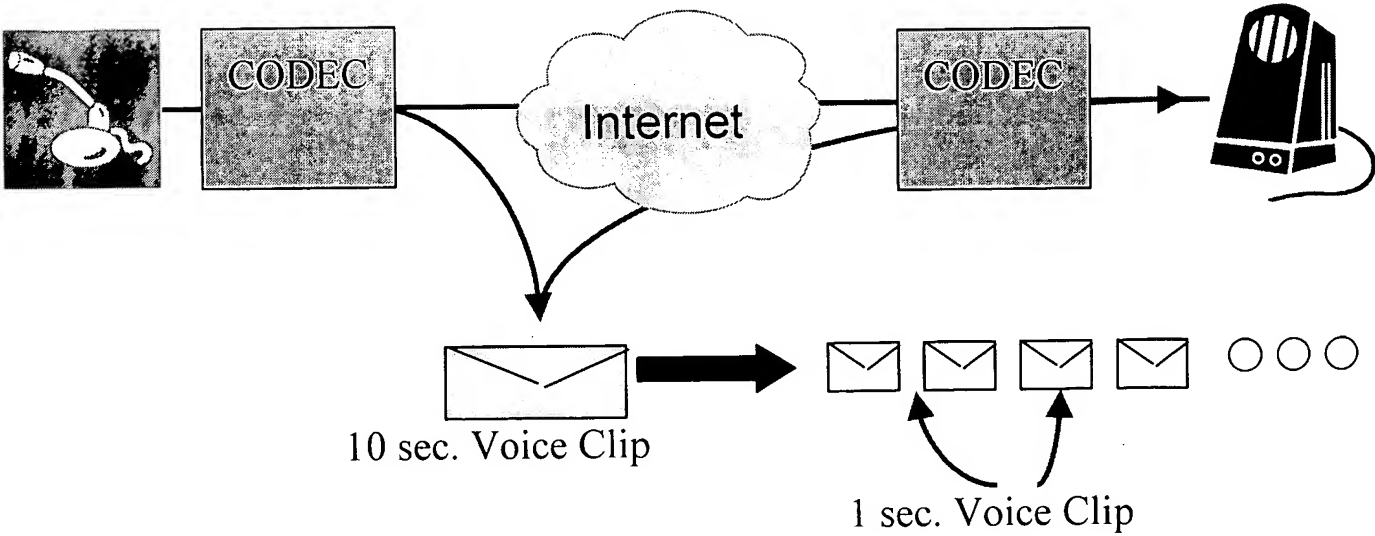 CODEC
Internet
CODEC
10 sec. Voice Clip
1 sec. Voice Clip